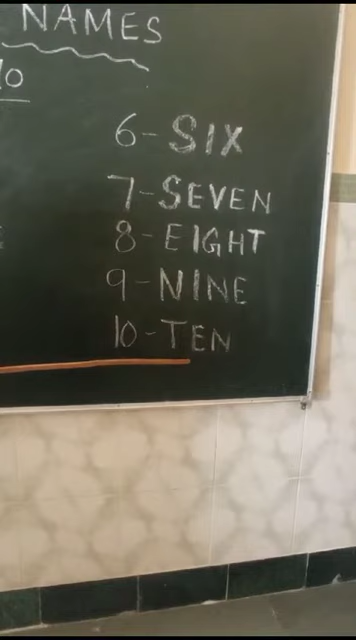 NAMES
10
6-SIX
7-SEVEN
8-EIGHT
9-NINE
10-TEN